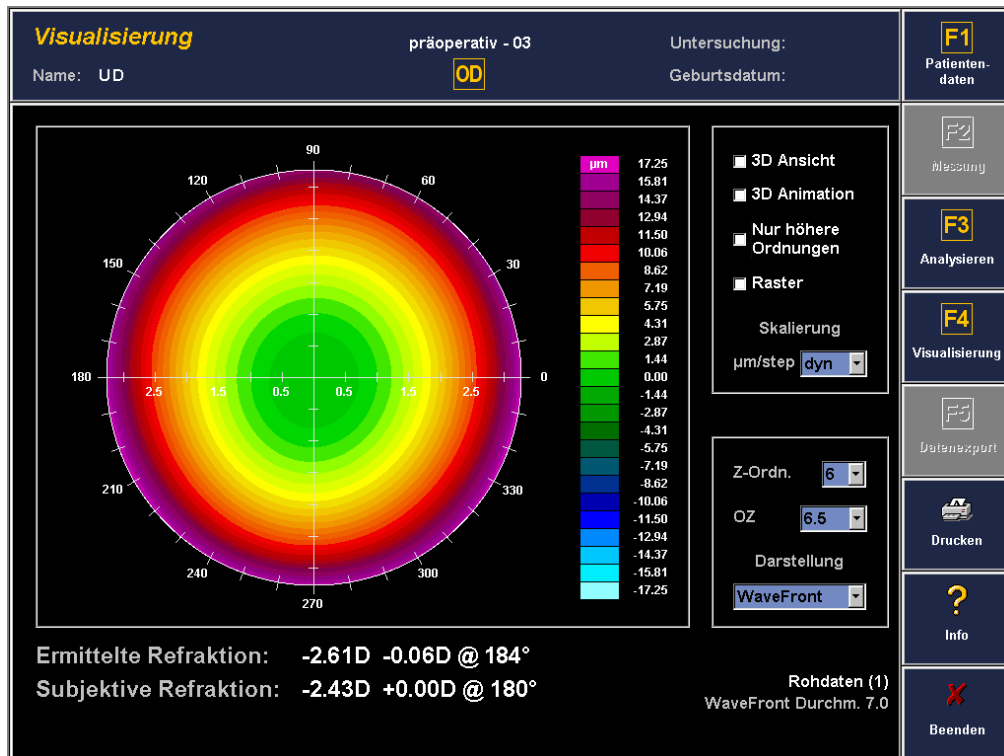 Visualisierung
präoperativ - 03
Untersuchung:
Name: UD
OD
Geburtsdatum:
F1
Patienten-
daten
F2
Messung
F3
Analysieren
F4
Visualisierung
F5
Datenexport
Drucken
?
Info
X
Beenden
90
120
60
150
30
180
0
2.5
1.5
0.5
0.5
1.5
2.5
210
330
240
300
270
µm
17.25
15.81
14.37
12.94
11.50
10.06
8.62
7.19
5.75
4.31
2.87
1.44
0.00
-1.44
-2.87
-4.31
-5.75
-7.19
-8.62
-10.06
-11.50
-12.94
-14.37
-15.81
-17.25
3D Ansicht
3D Animation
Nur höhere
Ordnungen
Raster
Skalierung
µm/step dyn
Z-Ordn. 6
OZ 6.5
Darstellung
WaveFront
Ermittelte Refraktion: -2.61D -0.06D @ 184°
Subjektive Refraktion: -2.43D +0.00D @ 180°
Rohdaten (1)
WaveFront Durchm. 7.0